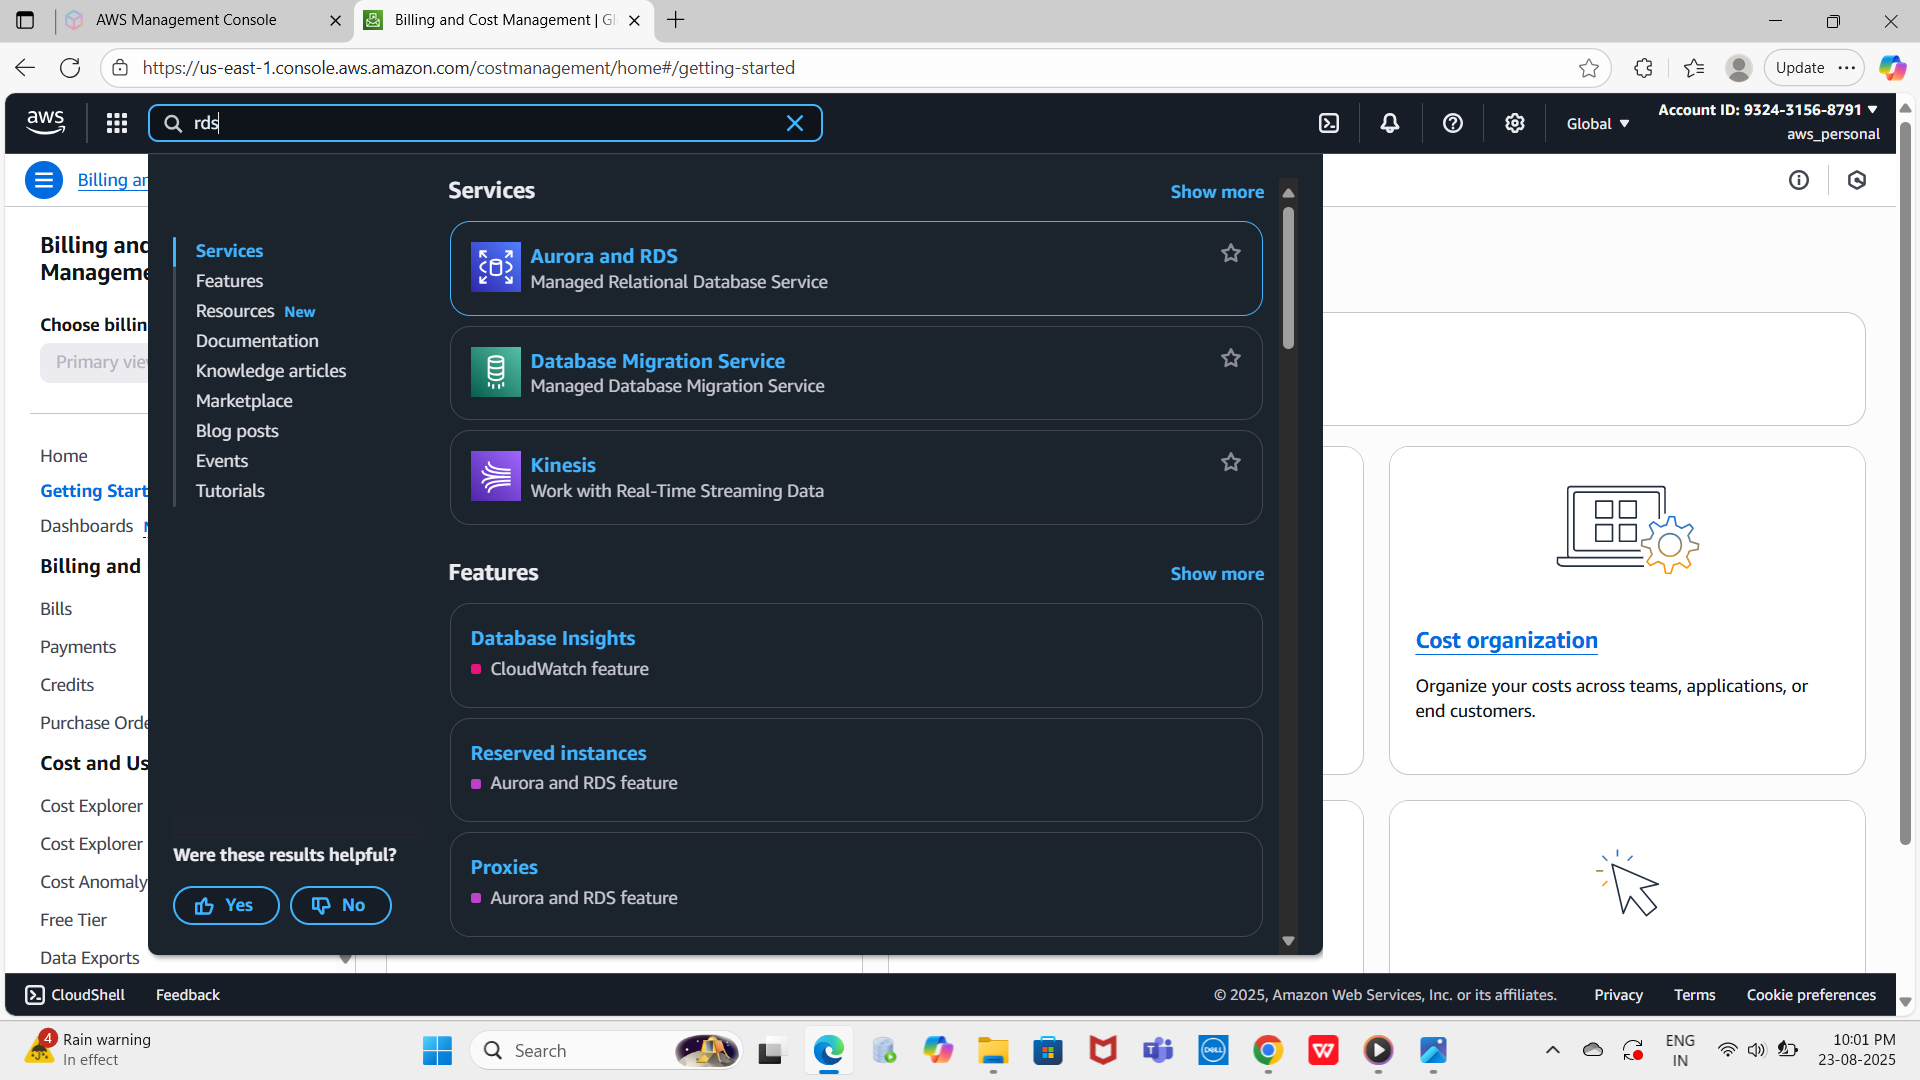 AWS Management Console
Billing and Cost Management | Gl
https://us-east-1.console.aws.amazon.com/costmanagement/home#/getting-started
Update
aws
rds
Global
Account ID: 9324-3156-8791
aws_personal
Billing an
Billing and
Manageme
Choose billin
Primary vie
Home
Getting Start
Dashboards
Billing and
Bills
Payments
Credits
Purchase Orde
Cost and Us
Cost Explorer
Cost Explorer
Cost Anomaly
Free Tier
Data Exports
Services
Features
Resources New
Documentation
Knowledge articles
Marketplace
Blog posts
Events
Tutorials
Were these results helpful?
Yes
No
Services
Show more
Aurora and RDS
Managed Relational Database Service
Database Migration Service
Managed Database Migration Service
Kinesis
Work with Real-Time Streaming Data
Features
Show more
Database Insights
CloudWatch feature
Reserved instances
Aurora and RDS feature
Proxies
Aurora and RDS feature
Cost organization
Organize your costs across teams, applications, or
end customers.
CloudShell
Feedback
© 2025, Amazon Web Services, Inc. or its affiliates.
Privacy
Terms
Cookie preferences
4
Rain warning
In effect
Search
DELL
ENG
IN
10:01 PM
23-08-2025